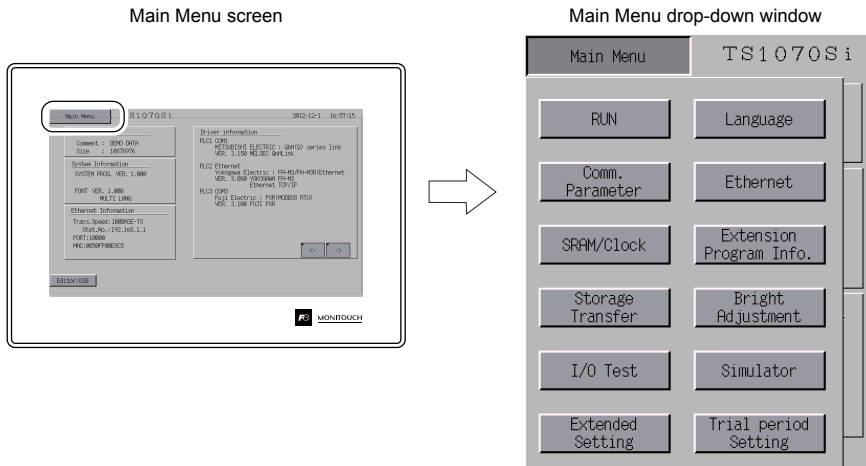 Main Menu screen
Main Menu drop-down window
Main Menu
TS1070Si
2012-12-1 16:57:15
Comment : DEMO DATA
Size : 10878976
System Information
SYSTEM PROG. VER. 1.000
FONT VER. 1.000
MULTI LANG
Ethernet Information
Trans.Speed:100BASE-TX
Stat.No.:192.168.1.1
PORT:10000
MAC:0050FF00E8C5
Driver information
PLC1 COM1
MITSUBISHI ELECTRIC : QnH(Q) series link
VER. 3.150 MELSEC QnHLink
PLC2 Ethernet
Yokogawa Electric : FA-M3/FA-M3R(Ethernet
VER. 3.080 YOKOGAWA FA-M3
Ethernet TCP/IP
PLC3 COM3
Fuji Electric : PXR(MODBUS RTU)
VER. 3.100 FUJI PXR
<-
->
Editor:USB
MONITOUCH
Main Menu
TS1070Si
RUN
Language
Comm.
Parameter
Ethernet
SRAM/Clock
Extension
Program Info.
Storage
Transfer
Bright
Adjustment
I/O Test
Simulator
Extended
Setting
Trial period
Setting